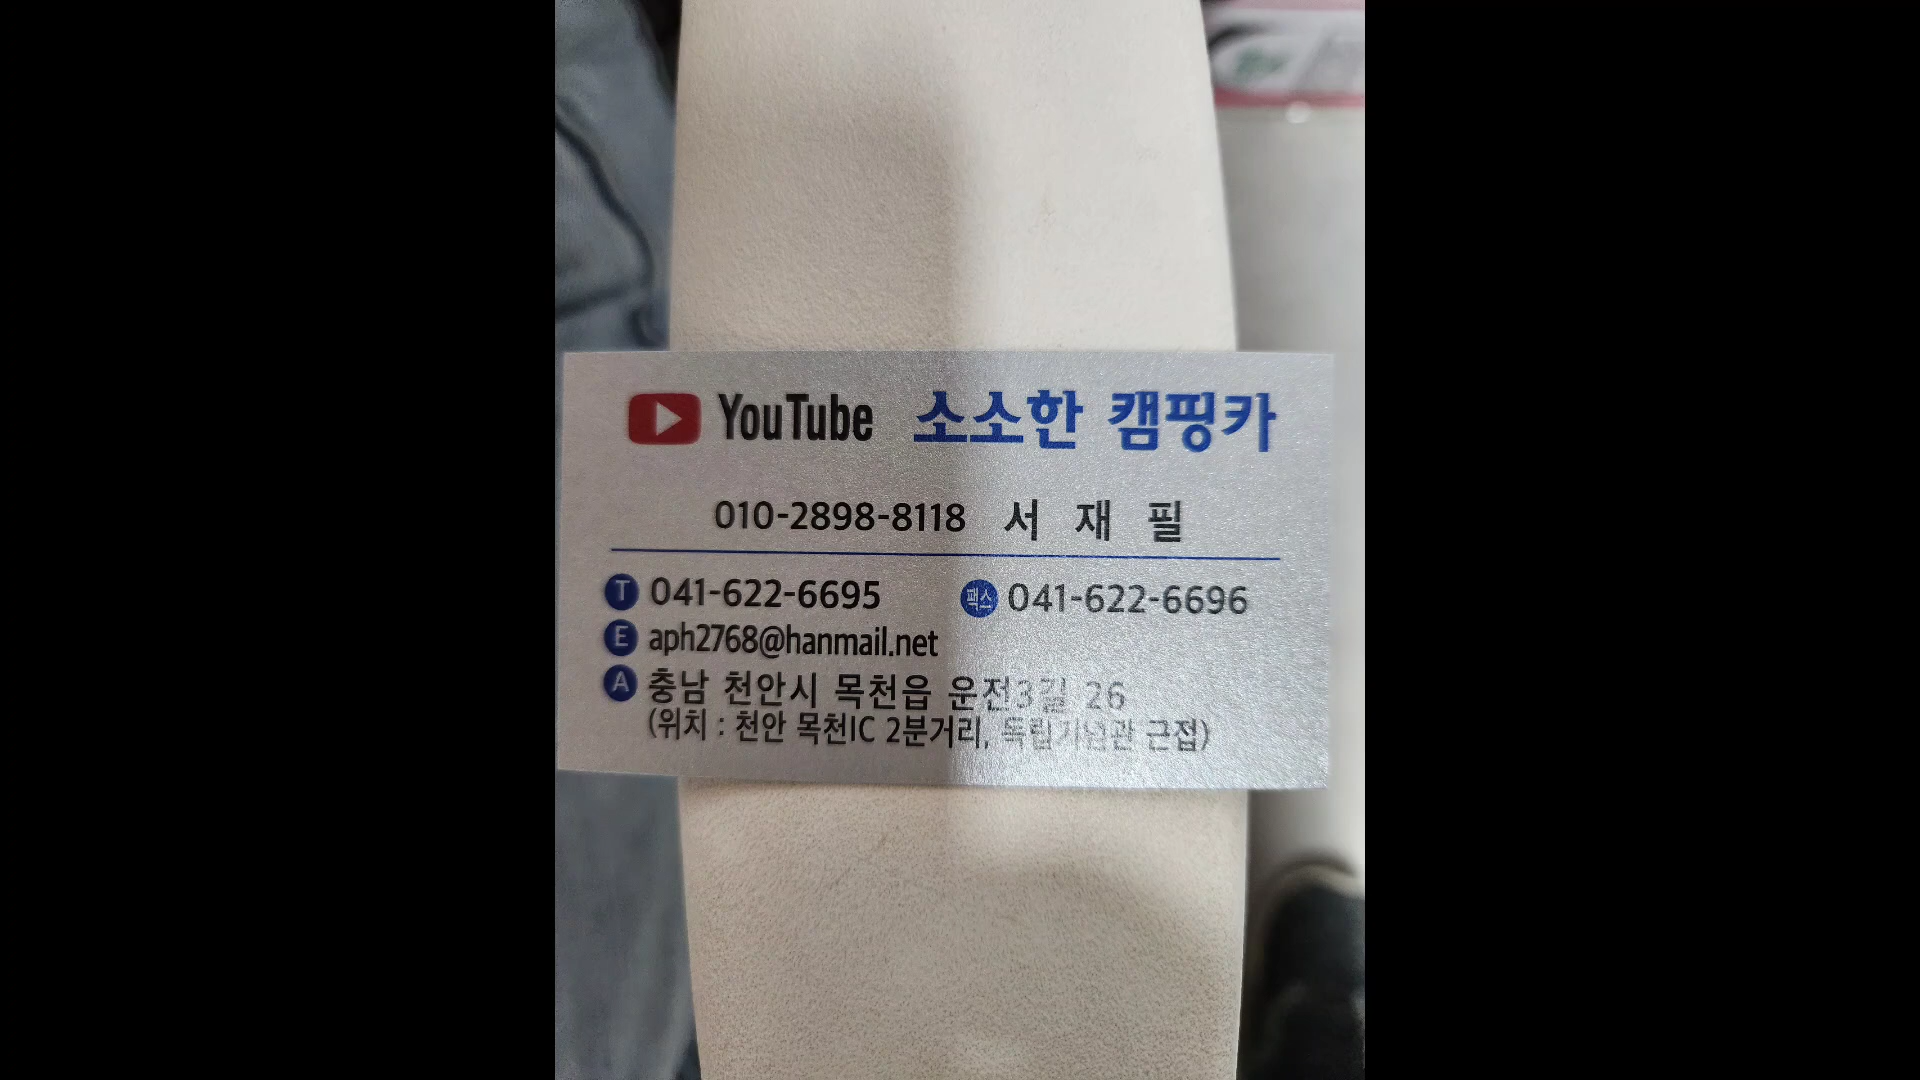 YouTube 소소한 캠핑카
010-2898-8118 서 재 필
T 041-622-6695 팩스 041-622-6696
E aph2768@hanmail.net
A 충남 천안시 목천읍 운전3길 26
(위치 : 천안 목천IC 2분거리, 독립기념관 근접)